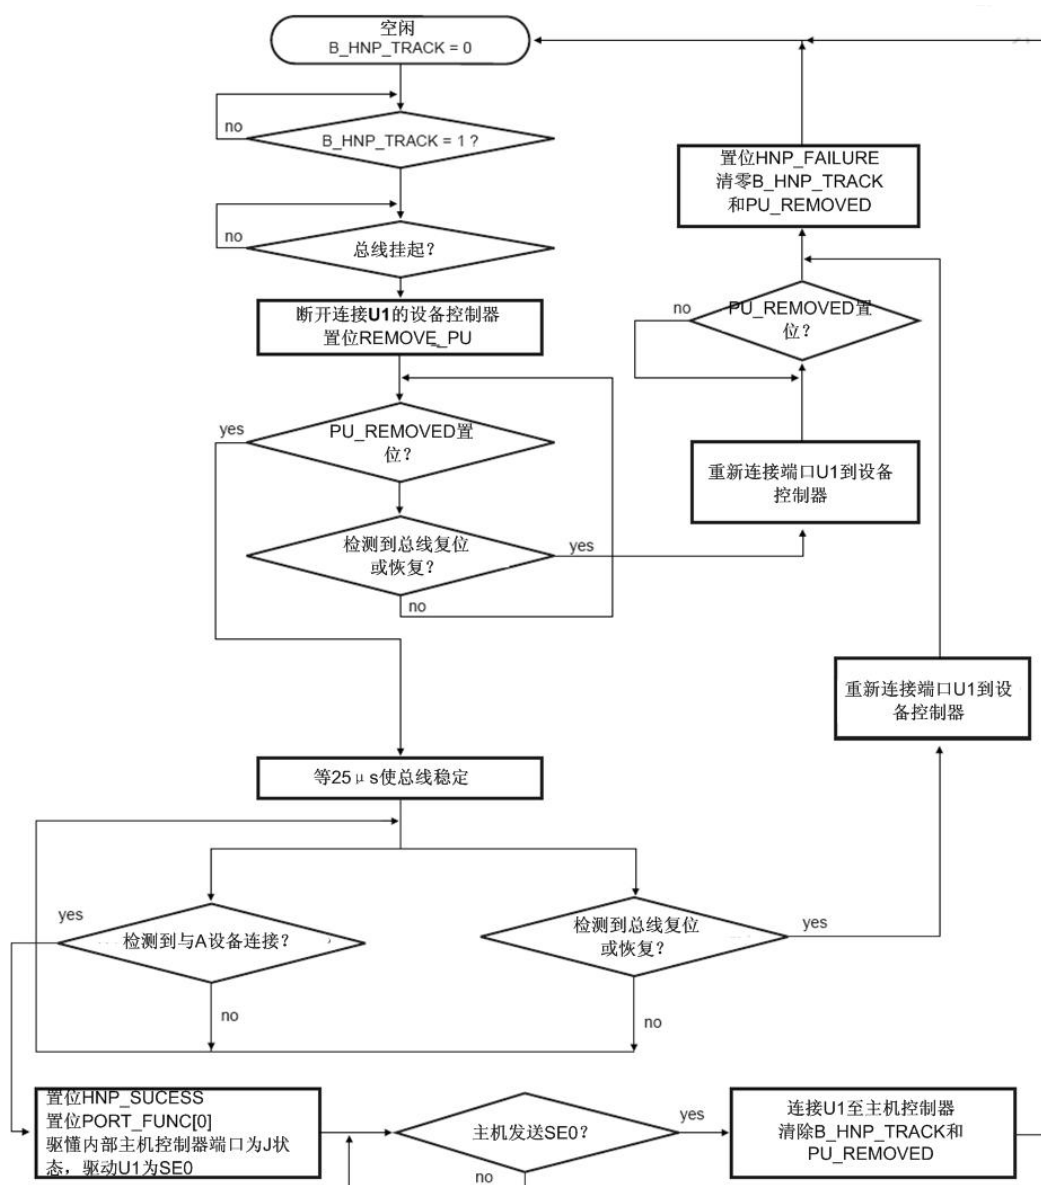 空闲
B_HNP_TRACK = 0
no
B_HNP_TRACK = 1 ?
no
总线挂起?
断开连接U1的设备控制器
置位REMOVE_PU
yes
PU_REMOVED置
位?
检测到总线复位
或恢复?
yes
no
置位HNP_FAILURE
清零B_HNP_TRACK
和PU_REMOVED
no
PU_REMOVED置
位?
重新连接端口U1到设备
控制器
重新连接端口U1到设
备控制器
等25μs使总线稳定
yes
检测到与A设备连接?
no
检测到总线复位
或恢复?
yes
no
置位HNP_SUCESS
置位PORT_FUNC[0]
驱懂内部主机控制器端口为J状
态，驱动U1为SE0
主机发送SE0?
yes
no
连接U1至主机控制器
清除B_HNP_TRACK和
PU_REMOVED